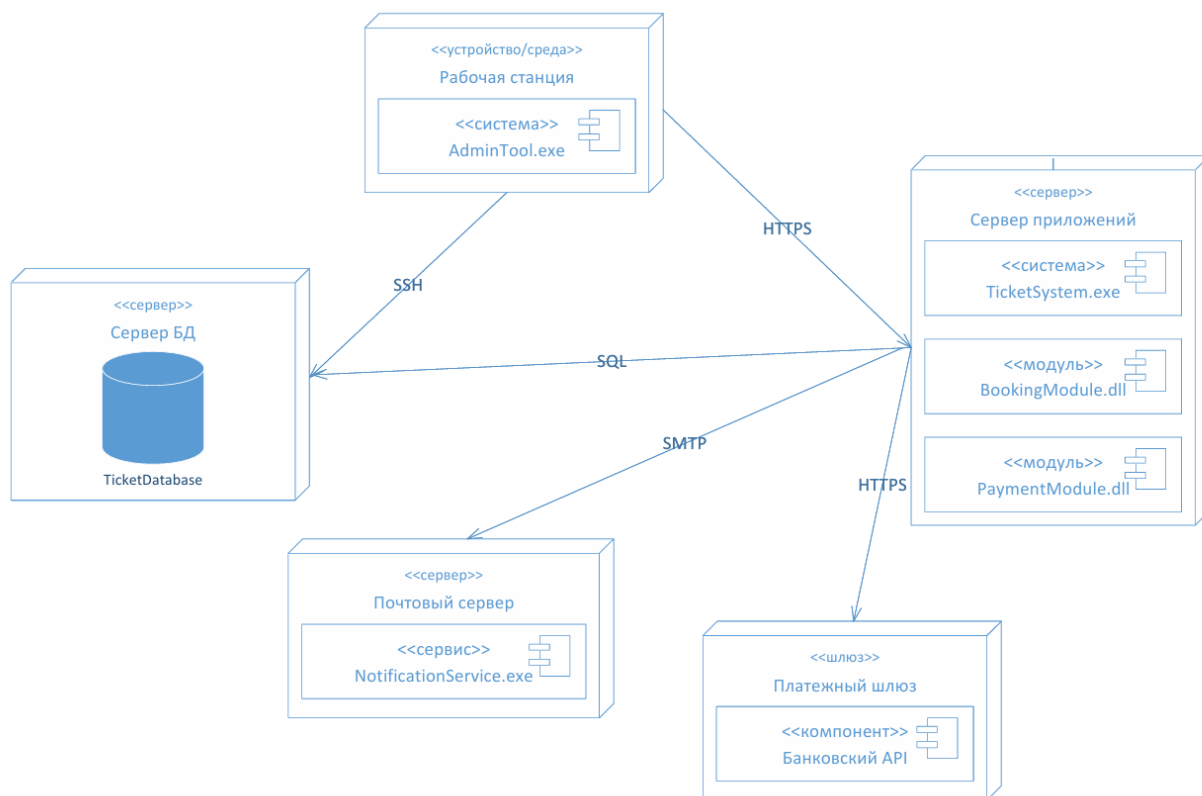 <<устройство/среда>>
Рабочая станция
<<система>>
AdminTool.exe
HTTPS
<<сервер>>
Сервер приложений
<<система>>
TicketSystem.exe
<<модуль>>
BookingModule.dll
<<модуль>>
PaymentModule.dll
SSH
<<сервер>>
Сервер БД
TicketDatabase
SQL
SMTP
HTTPS
<<сервер>>
Почтовый сервер
<<сервис>>
NotificationService.exe
<<шлюз>>
Платежный шлюз
<<компонент>>
Банковский API